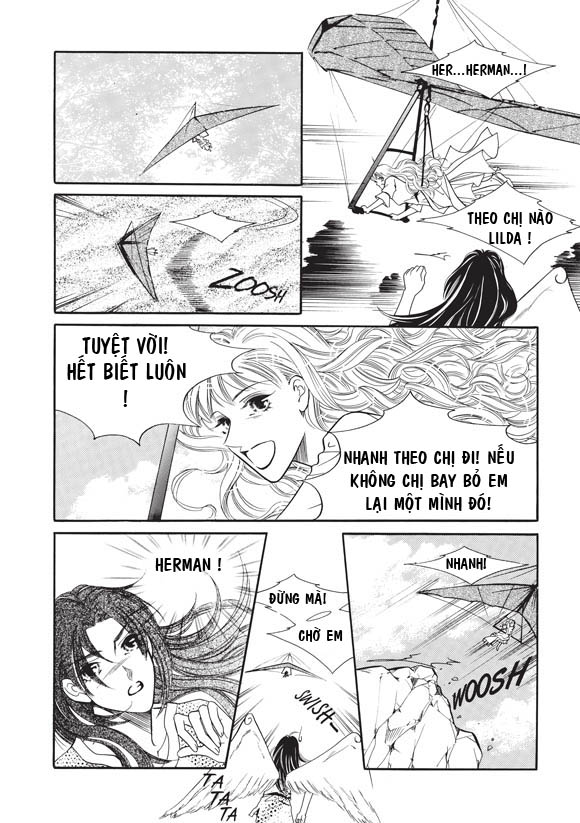 HER...HERMAN...!
THEO CHỊ NÀO
LILDA !
ZOOSH
TUYỆT VỜI!
HẾT BIẾT LUÔN
!
NHANH THEO CHỊ ĐI! NẾU
KHÔNG CHỊ BAY BỎ EM
LẠI MỘT MÌNH ĐÓ!
HERMAN !
ĐỪNG MÀ!
CHỜ EM
SWISH-
TA
TA
TA
TA
NHANH!
WOOSH